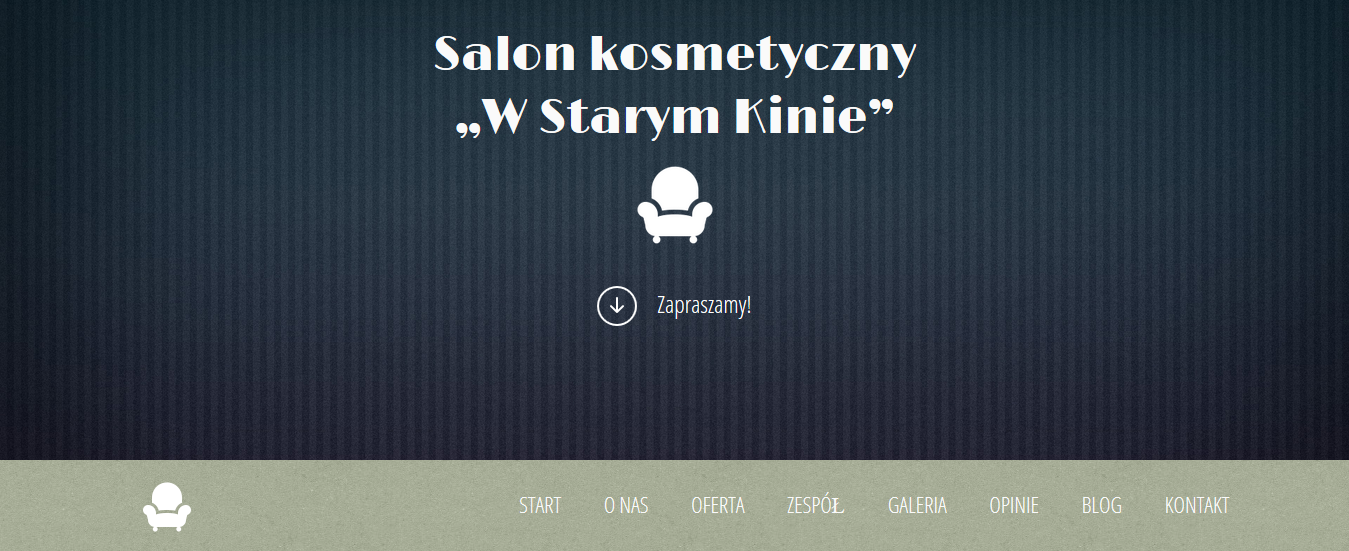 Salon kosmetyczny
„W Starym Kinie”
Zapraszamy!
START O NAS OFERTA ZESPÓŁ GALERIA OPINIE BLOG KONTAKT